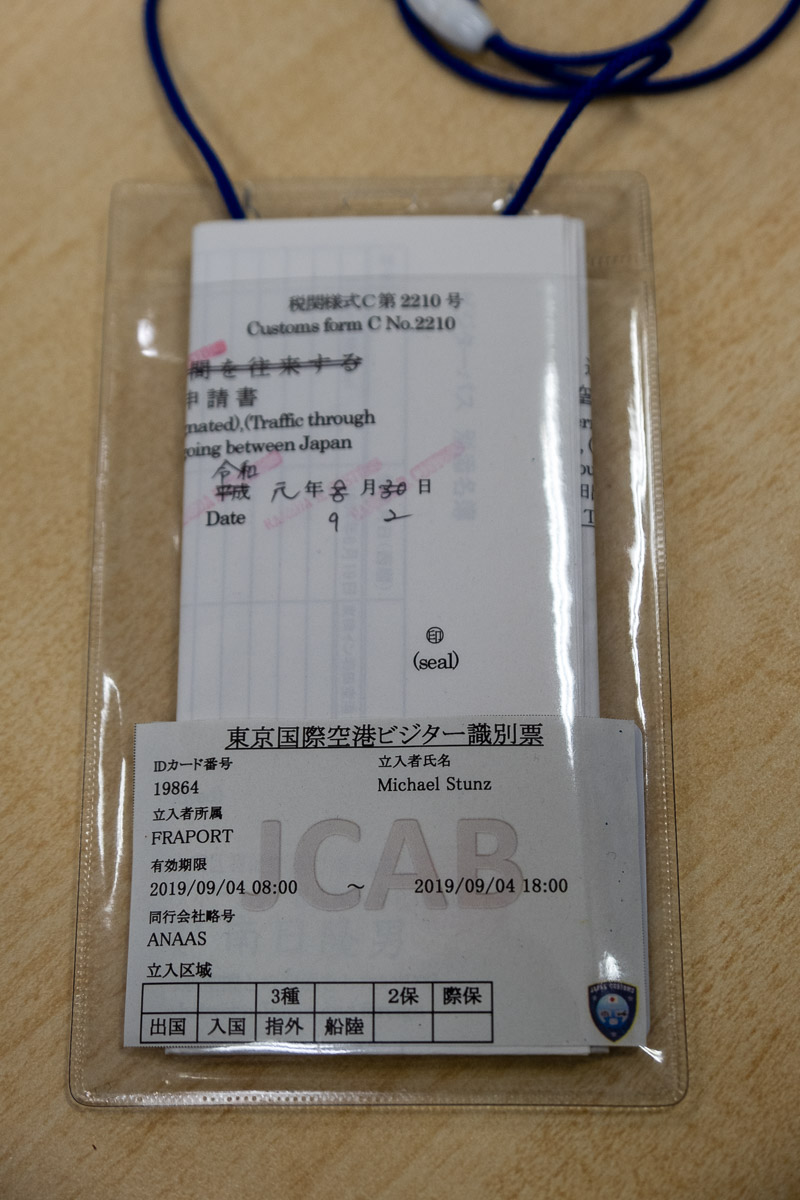 税関様式C第2210号
Customs form C No.2210
間を往来する
申請書
nated),(Traffic through
going between Japan
令和
平成 元年 8 月 30 日
Date 9 2
印
(seal)
東京国際空港ビジター識別票
IDカード番号 立入者氏名
19864 Michael Stunz
立入者所属
FRAPORT
JCAB
有効期限
2019/09/04 08:00 ～ 2019/09/04 18:00
同行会社略号
ANAAS
立入区域
3種 2保 際保
出国 入国 指外 船陸
JAPAN CUSTOMS